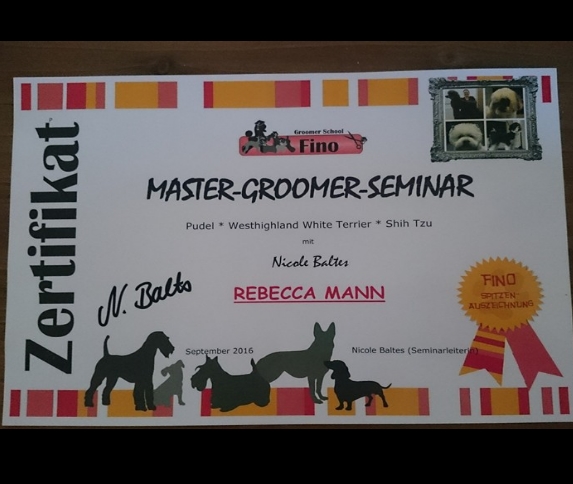 Zertifikat
Groomer School
Fino
MASTER-GROOMER-SEMINAR
Pudel * Westhighland White Terrier * Shih Tzu
mit
Nicole Baltes
N. Baltes
REBECCA MANN
FINO
SPITZEN-
AUSZEICHNUNG
September 2016
Nicole Baltes (Seminarleiterin)